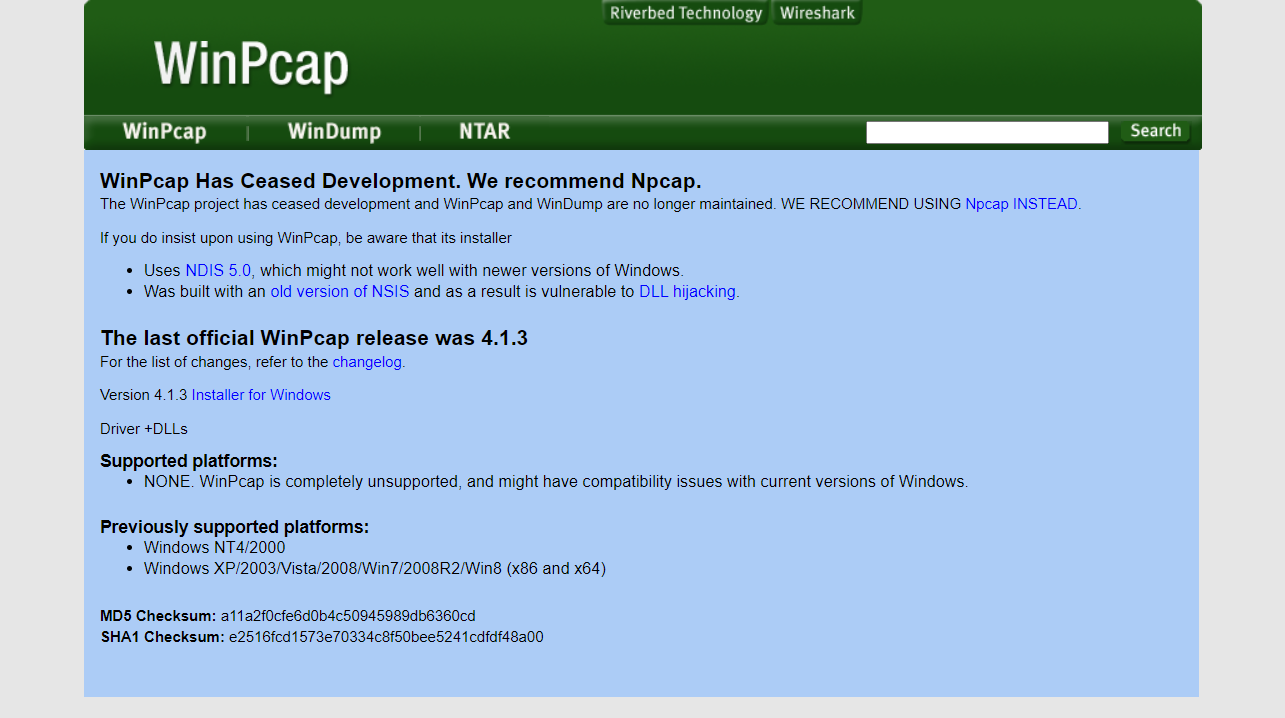 Riverbed Technology Wireshark
WinPcap
WinPcap | WinDump | NTAR Search
WinPcap Has Ceased Development. We recommend Npcap.
The WinPcap project has ceased development and WinPcap and WinDump are no longer maintained. WE RECOMMEND USING Npcap INSTEAD.
If you do insist upon using WinPcap, be aware that its installer
• Uses NDIS 5.0, which might not work well with newer versions of Windows.
• Was built with an old version of NSIS and as a result is vulnerable to DLL hijacking.
The last official WinPcap release was 4.1.3
For the list of changes, refer to the changelog.
Version 4.1.3 Installer for Windows
Driver +DLLs
Supported platforms:
• NONE. WinPcap is completely unsupported, and might have compatibility issues with current versions of Windows.
Previously supported platforms:
• Windows NT4/2000
• Windows XP/2003/Vista/2008/Win7/2008R2/Win8 (x86 and x64)
MD5 Checksum: a11a2f0cfe6d0b4c50945989db6360cd
SHA1 Checksum: e2516fcd1573e70334c8f50bee5241cdfdf48a00